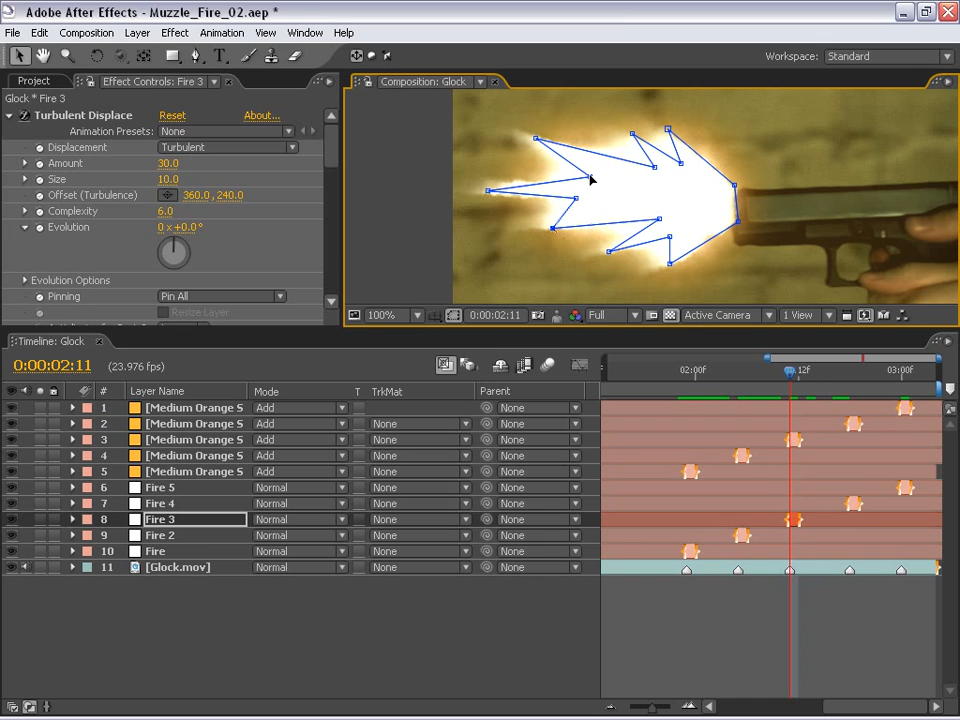 Adobe After Effects - Muzzle_Fire_02.aep *
File Edit Composition Layer Effect Animation View Window Help
Workspace: Standard
Project Effect Controls: Fire 3 Composition: Glock
Glock * Fire 3
Turbulent Displace Reset About...
Animation Presets: None
Displacement Turbulent
Amount 30.0
Size 10.0
Offset (Turbulence) 360.0, 240.0
Complexity 6.0
Evolution 0 x+0.0°
Evolution Options
Pinning Pin All
Resize Layer
100% 0:00:02:11 Full Active Camera 1 View
Timeline: Glock
0:00:02:11 (23.976 fps)
02:00f 12f 03:00f
# Layer Name Mode T TrkMat Parent
1 [Medium Orange S Add None
2 [Medium Orange S Add None None
3 [Medium Orange S Add None None
4 [Medium Orange S Add None None
5 [Medium Orange S Add None None
6 Fire 5 Normal None None
7 Fire 4 Normal None None
8 Fire 3 Normal None None
9 Fire 2 Normal None None
10 Fire Normal None None
11 [Glock.mov] Normal None None